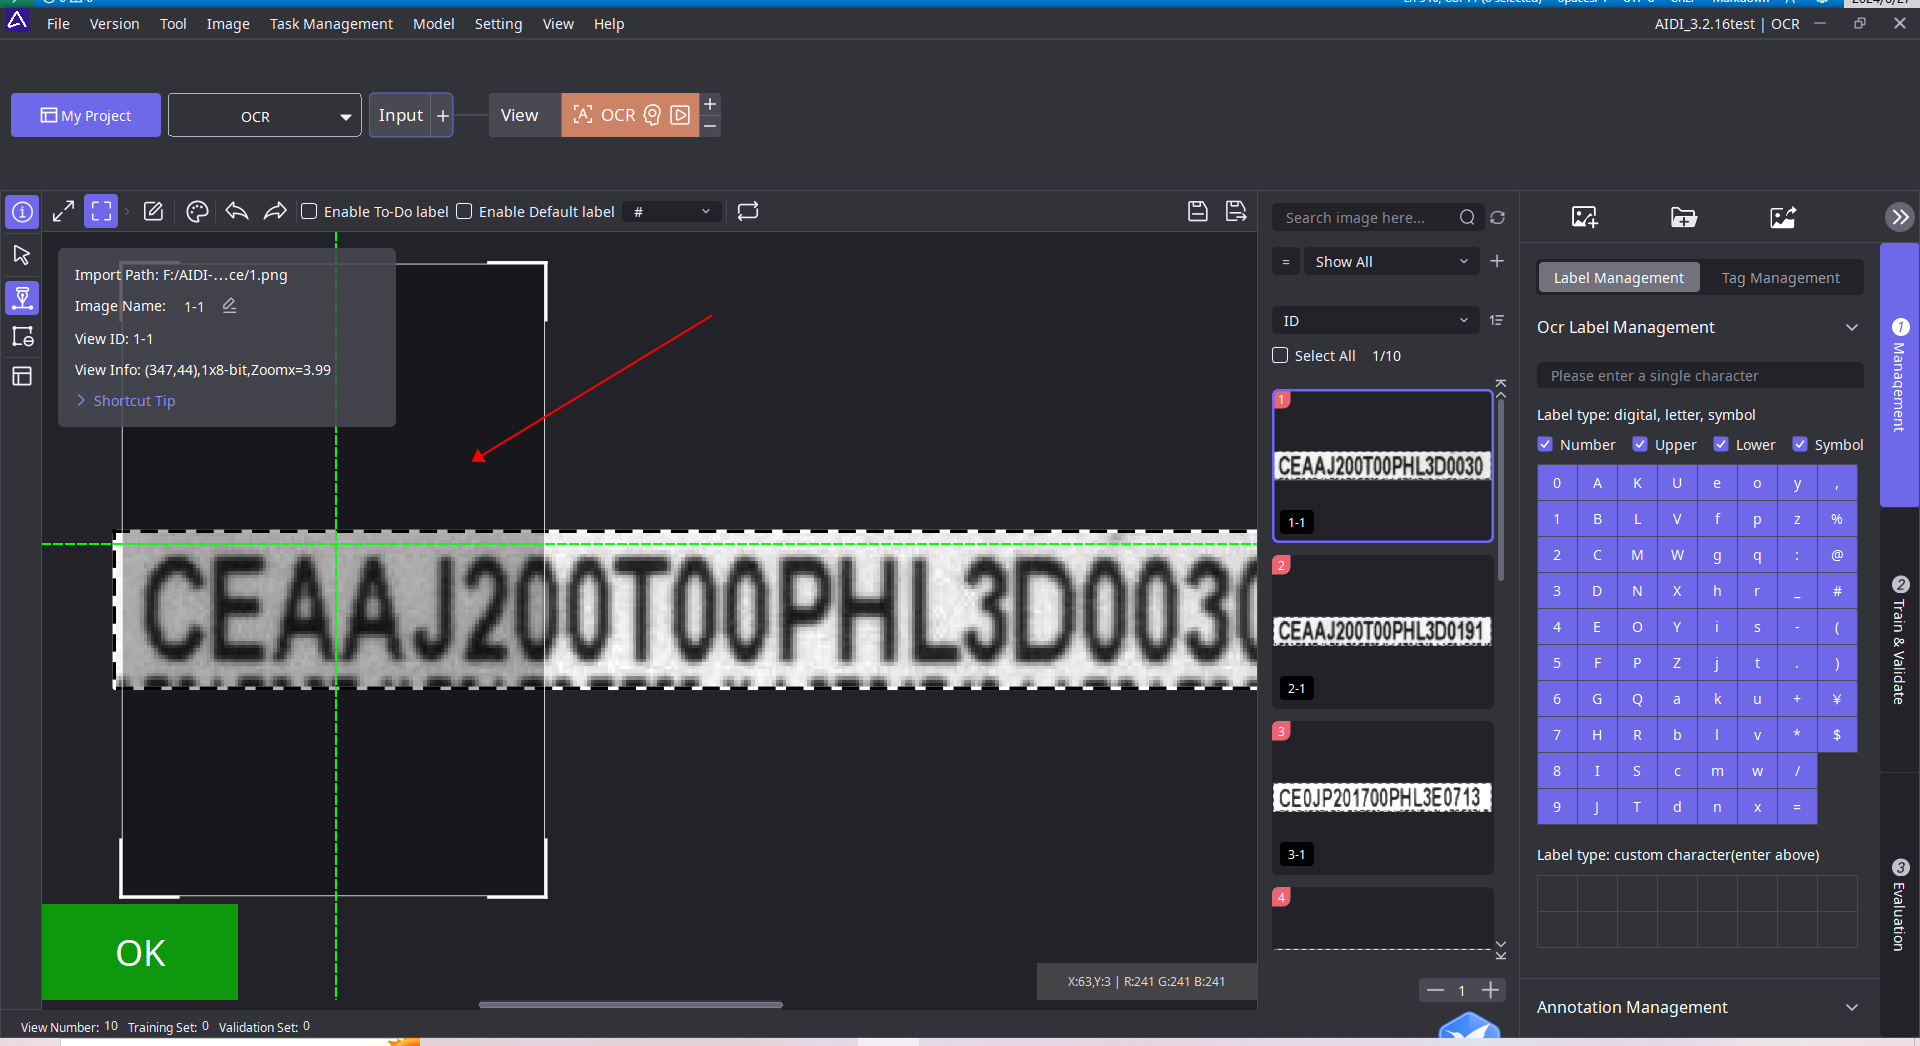 File Version Tool Image Task Management Model Setting View Help
AIDI_3.2.16test | OCR
My Project
OCR
Input +
View
OCR
Enable To-Do label
Enable Default label
#
Import Path: F:/AIDI-...ce/1.png
Image Name: 1-1
View ID: 1-1
View Info: (347,44),1x8-bit,Zoomx=3.99
> Shortcut Tip
CEAAJ200T00PHL3D0030
OK
X:63,Y:3 | R:241 G:241 B:241
View Number: 10 Training Set: 0 Validation Set: 0
Search image here...
=
Show All
ID
Select All 1/10
1
CEAAJ200T00PHL3D0030
1-1
2
CEAAJ200T00PHL3D0191
2-1
3
CE0JP201700PHL3E0713
3-1
4
1
Label Management
Tag Management
Ocr Label Management
Please enter a single character
Label type: digital, letter, symbol
Number Upper Lower Symbol
0 A K U e o y ,
1 B L V f p z %
2 C M W g q : @
3 D N X h r _ #
4 E O Y i s - (
5 F P Z j t . )
6 G Q a k u + ¥
7 H R b l v * $
8 I S c m w /
9 J T d n x =
Label type: custom character(enter above)
Annotation Management
1 Management
2 Train & Validate
3 Evaluation